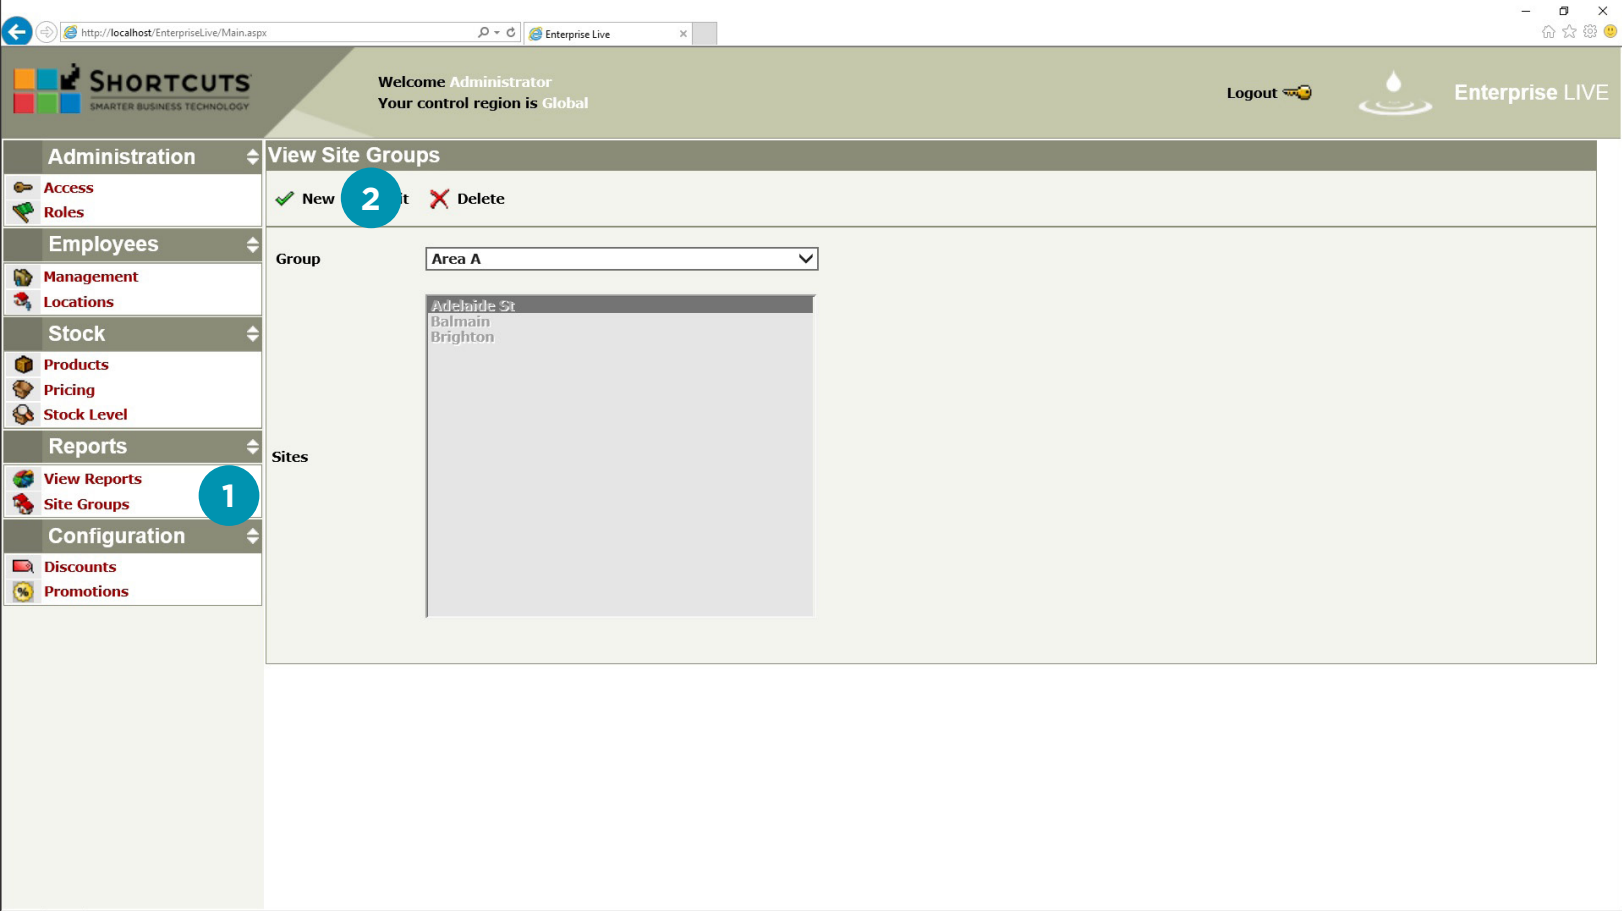 http://localhost/EnterpriseLive/Main.aspx
Enterprise Live
SHORTCUTS
SMARTER BUSINESS TECHNOLOGY
Welcome Administrator
Your control region is Global
Logout
Enterprise LIVE
Administration
Access
Roles
Employees
Management
Locations
Stock
Products
Pricing
Stock Level
Reports
View Reports
Site Groups
1
Configuration
Discounts
Promotions
View Site Groups
New 2 Delete
Group Area A
Adelaide St
Balmain
Brighton
Sites